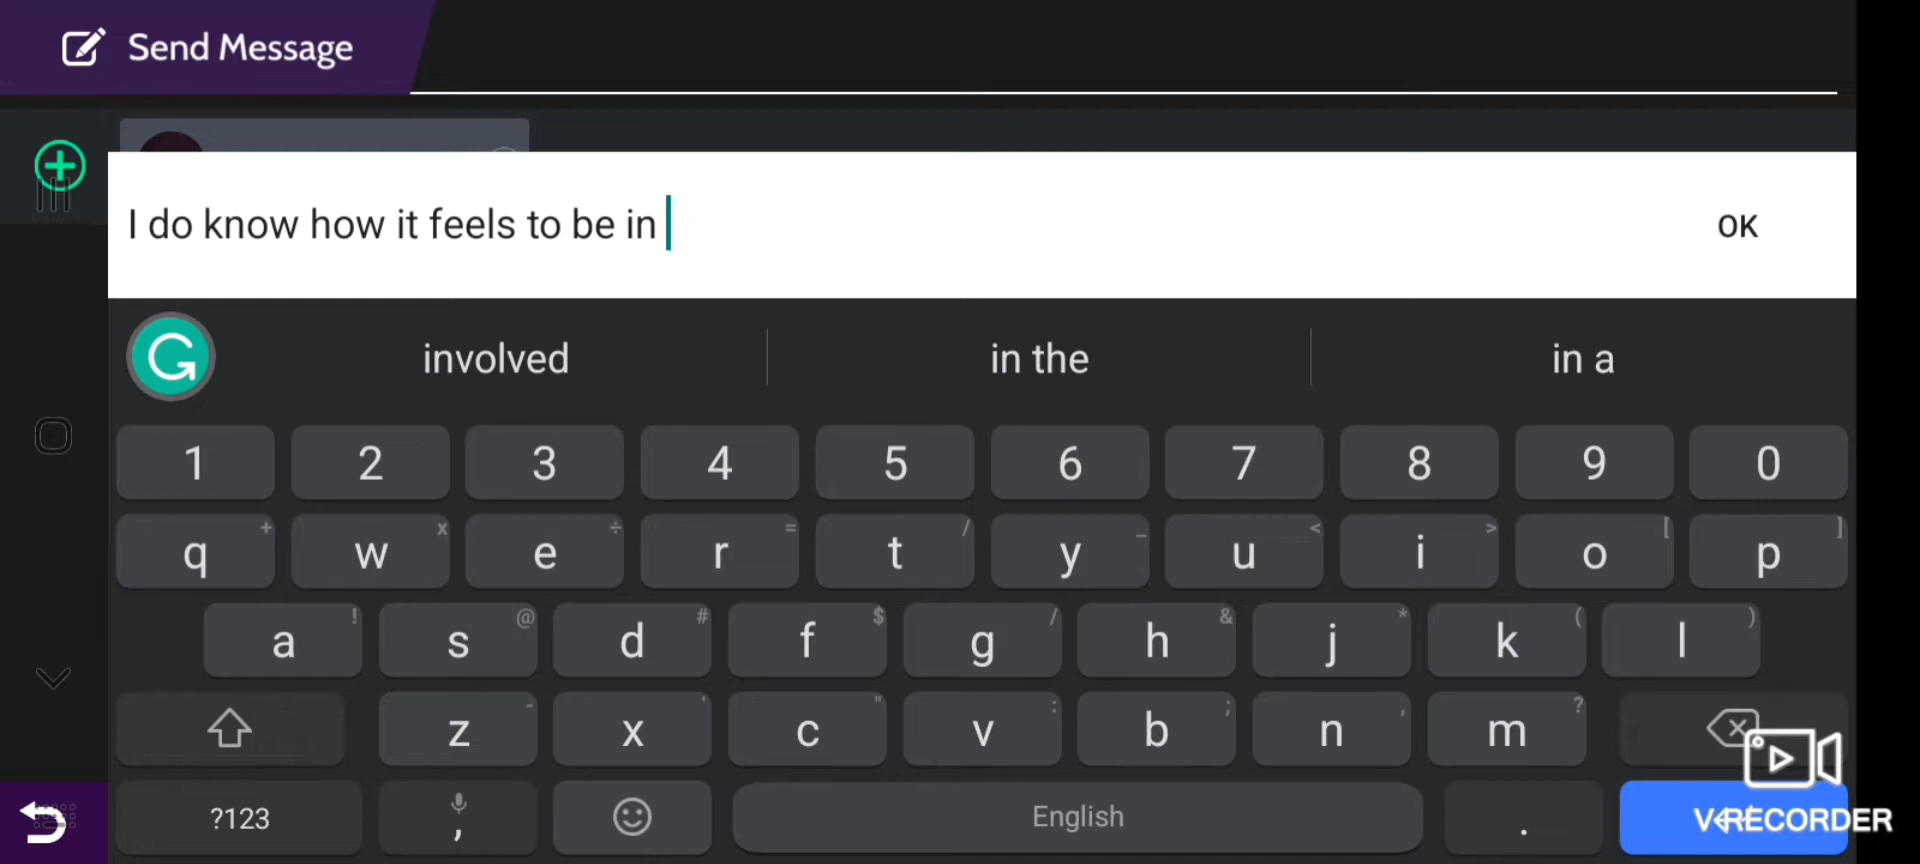 Send Message
I do know how it feels to be in
OK
involved in the in a
1 2 3 4 5 6 7 8 9 0
+ x ÷ = / _ < > [ ]
q w e r t y u i o p
! @ # $ / & * ( )
a s d f g h j k l
- ' " : ; , ?
z x c v b n m
?123 , English .
VRECORDER